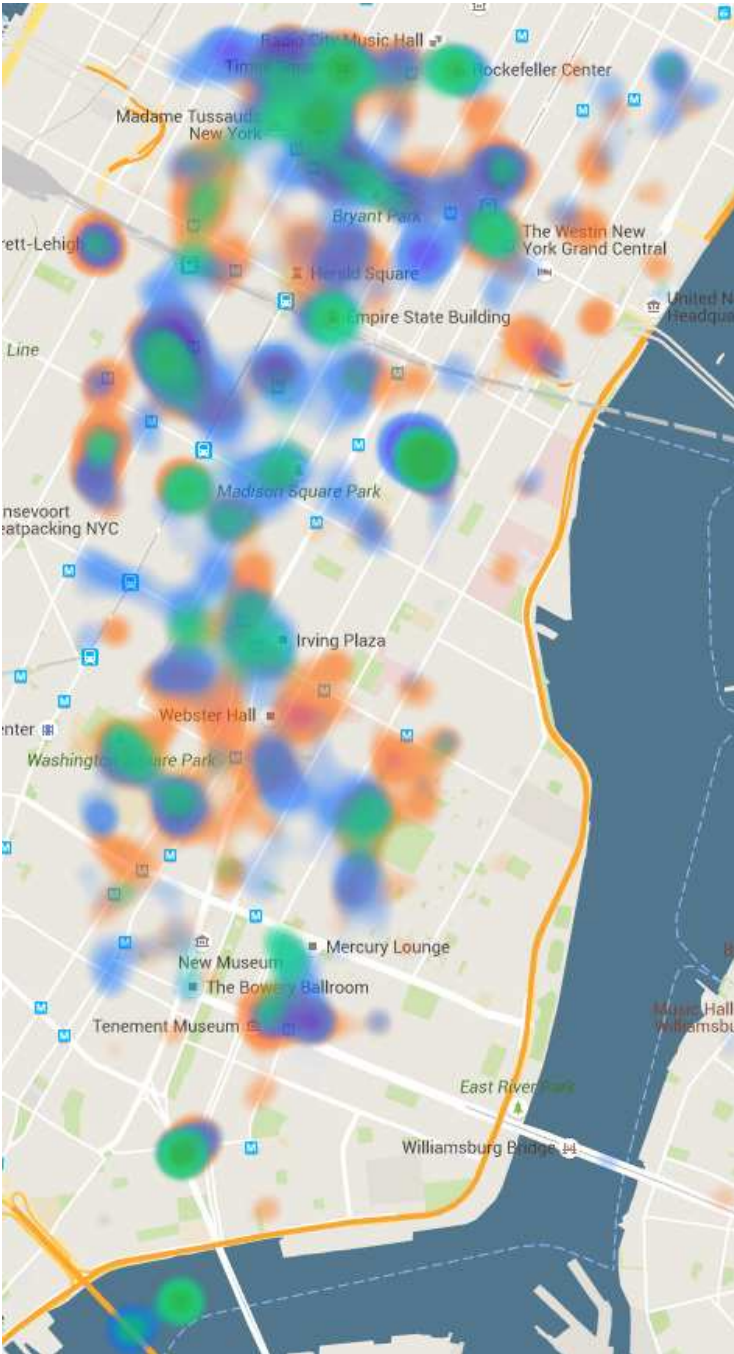 Radio City Music Hall
Rockefeller Center
Madame Tussauds
New York
Bryant Park
The Westin New
York Grand Central
rett-Lehigh
Herald Square
United N
Headqua
Empire State Building
Line
Madison Square Park
nsevoort
eatpacking NYC
Irving Plaza
Webster Hall
enter
Washington Square Park
Mercury Lounge
New Museum
The Bowery Ballroom
Tenement Museum
Music Hall
Williamsbu
East River Park
Williamsburg Bridge